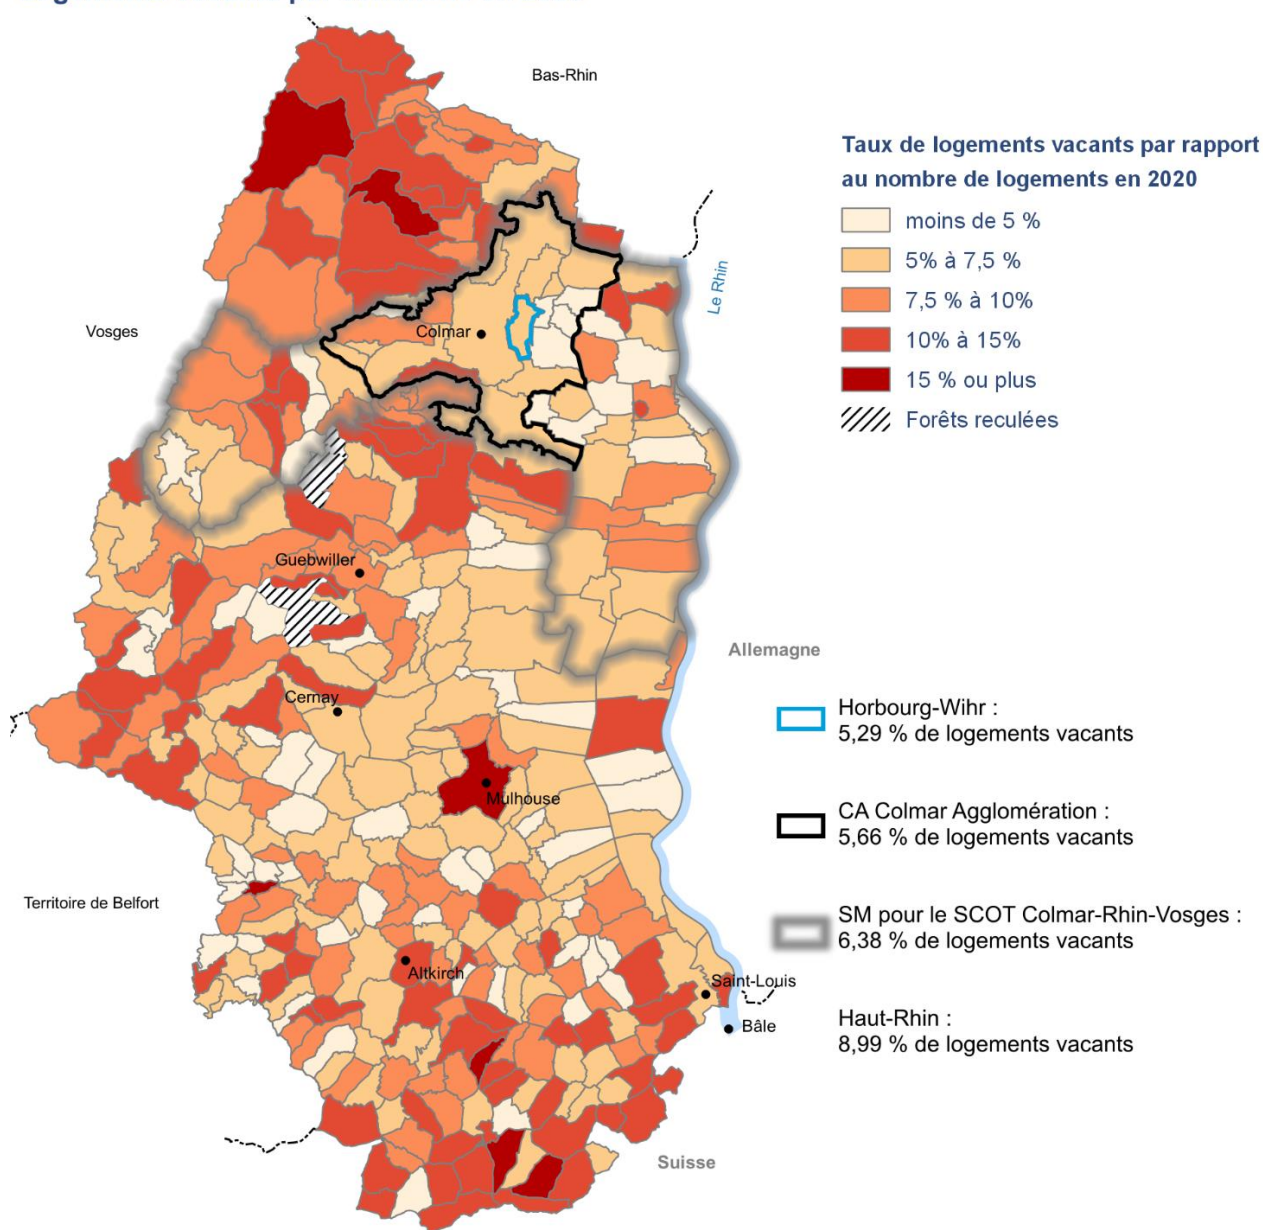 Bas-Rhin
Taux de logements vacants par rapport
au nombre de logements en 2020
moins de 5 %
5% à 7,5 %
7,5 % à 10%
10% à 15%
15 % ou plus
Forêts reculées
Le Rhin
Vosges
Colmar
Guebwiller
Allemagne
Cernay
Horbourg-Wihr :
5,29 % de logements vacants
Mulhouse
CA Colmar Agglomération :
5,66 % de logements vacants
Territoire de Belfort
SM pour le SCOT Colmar-Rhin-Vosges :
6,38 % de logements vacants
Altkirch
Saint-Louis
Bâle
Haut-Rhin :
8,99 % de logements vacants
Suisse